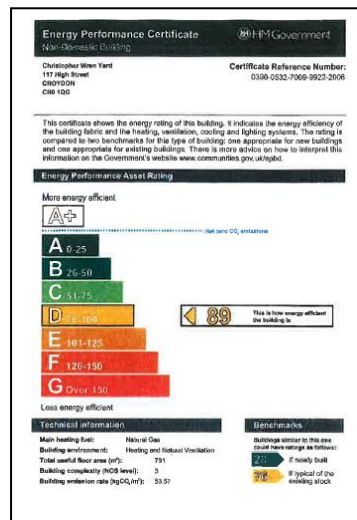 Energy Performance Certificate
HM Government
Non-Domestic Building
Christopher Wren Yard
117 High Street
CROYDON
CR0 1QG
Certificate Reference Number:
0390-0532-7009-9922-2006
This certificate shows the energy rating of this building. It indicates the energy efficiency of
the building fabric and the heating, ventilation, cooling and lighting systems. The rating is
compared to two benchmarks for this type of building: one appropriate for new buildings
and one appropriate for existing buildings. There is more advice on how to interpret this
information on the Government's website www.communities.gov.uk/epbd.
Energy Performance Asset Rating
More energy efficient
A+
Net zero CO₂ emissions
A 0-25
B 26-50
C 51-75
D 76-100
89
This is how energy efficient
the building is
E 101-125
F 126-150
G Over 150
Less energy efficient
Technical information
Main heating fuel: Natural Gas
Building environment: Heating and Natural Ventilation
Total useful floor area (m²): 791
Building complexity (NOS level): 3
Building emission rate (kgCO₂/m²): 53.57
Benchmarks
Buildings similar to this one
could have ratings as follows:
If newly built
If typical of the
existing stock